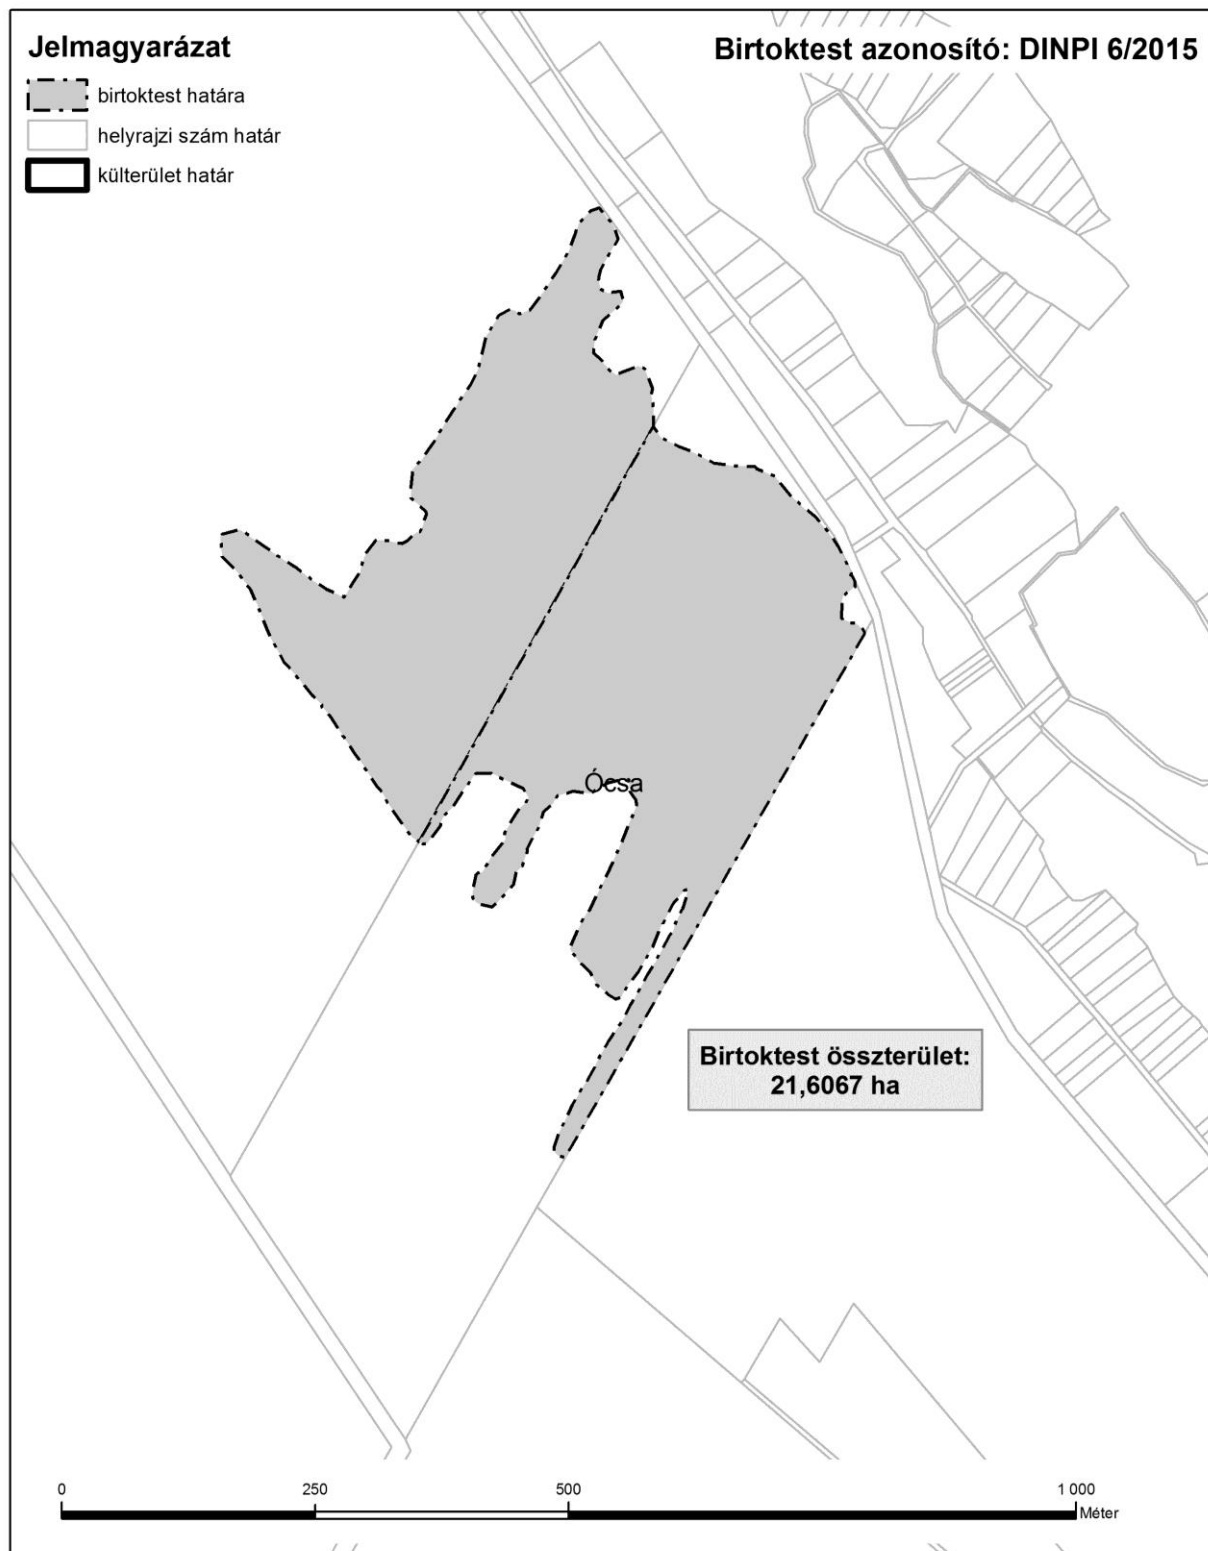 Jelmagyarázat
birtoktest határa
helyrajzi szám határ
külterület határ
Birtoktest azonosító: DINPI 6/2015
Ócsa
Birtoktest összterület:
21,6067 ha
0 250 500 1 000
Méter